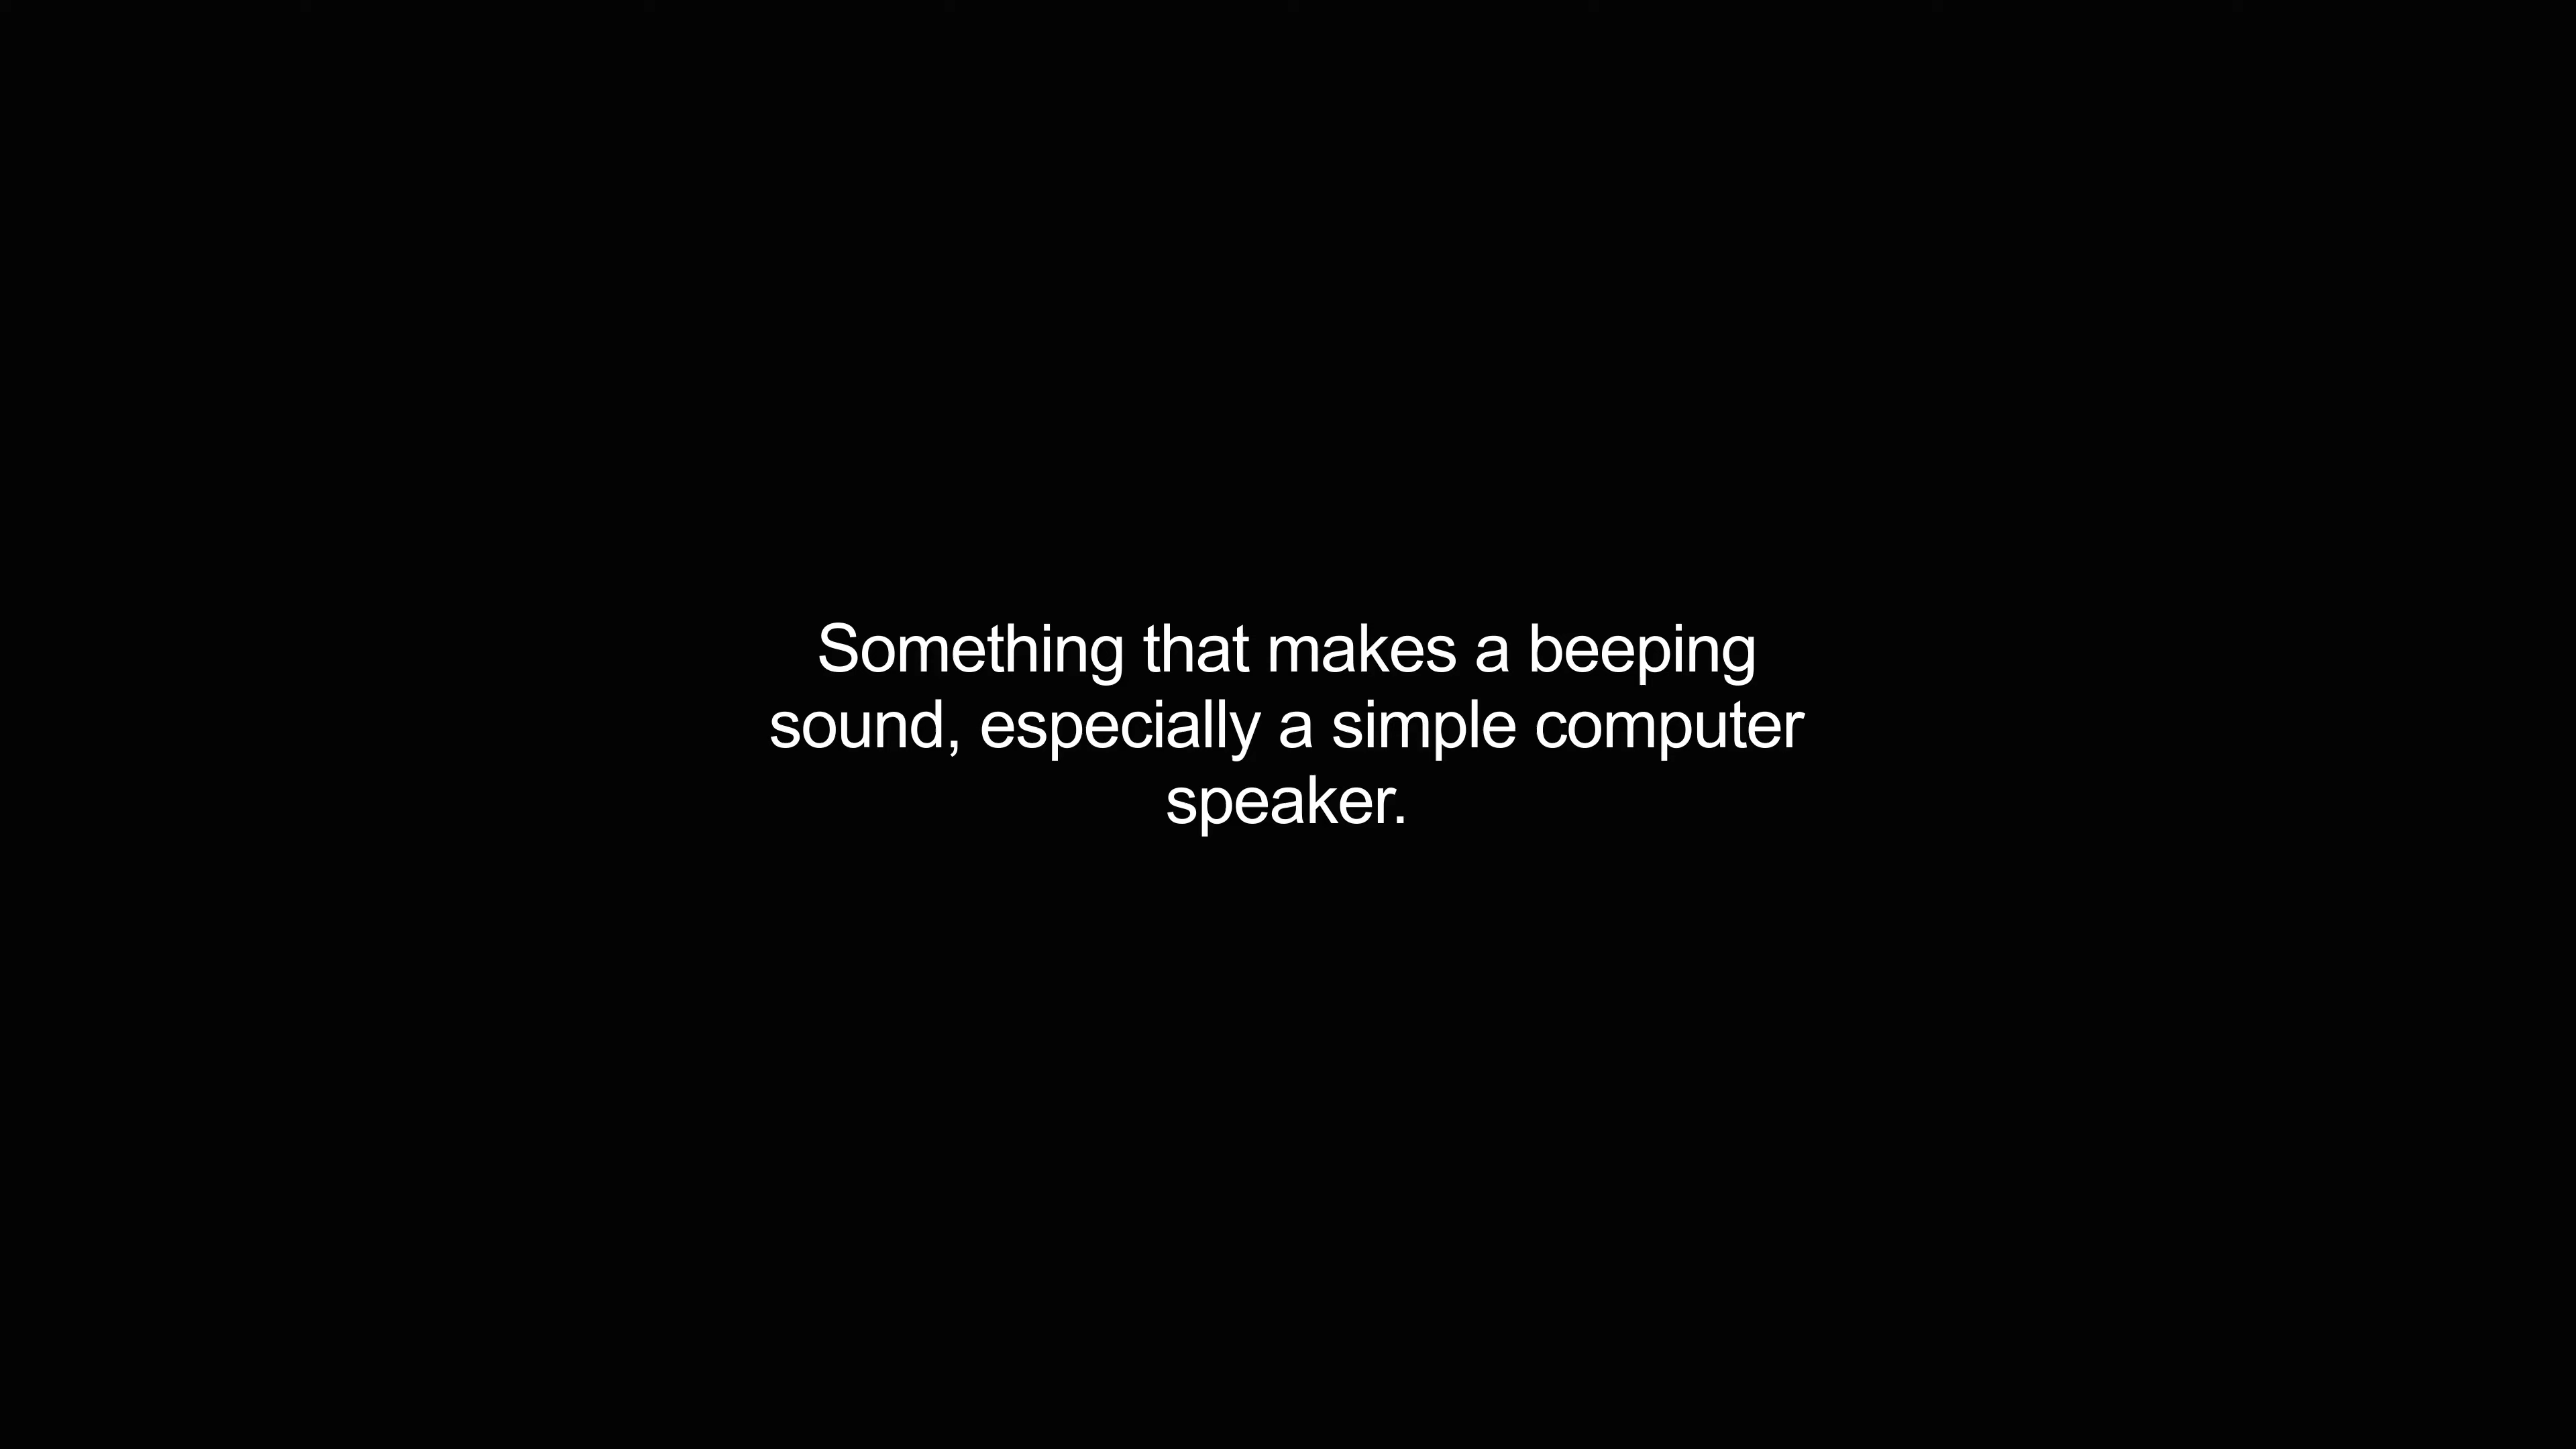 Something that makes a beeping
sound, especially a simple computer
speaker.